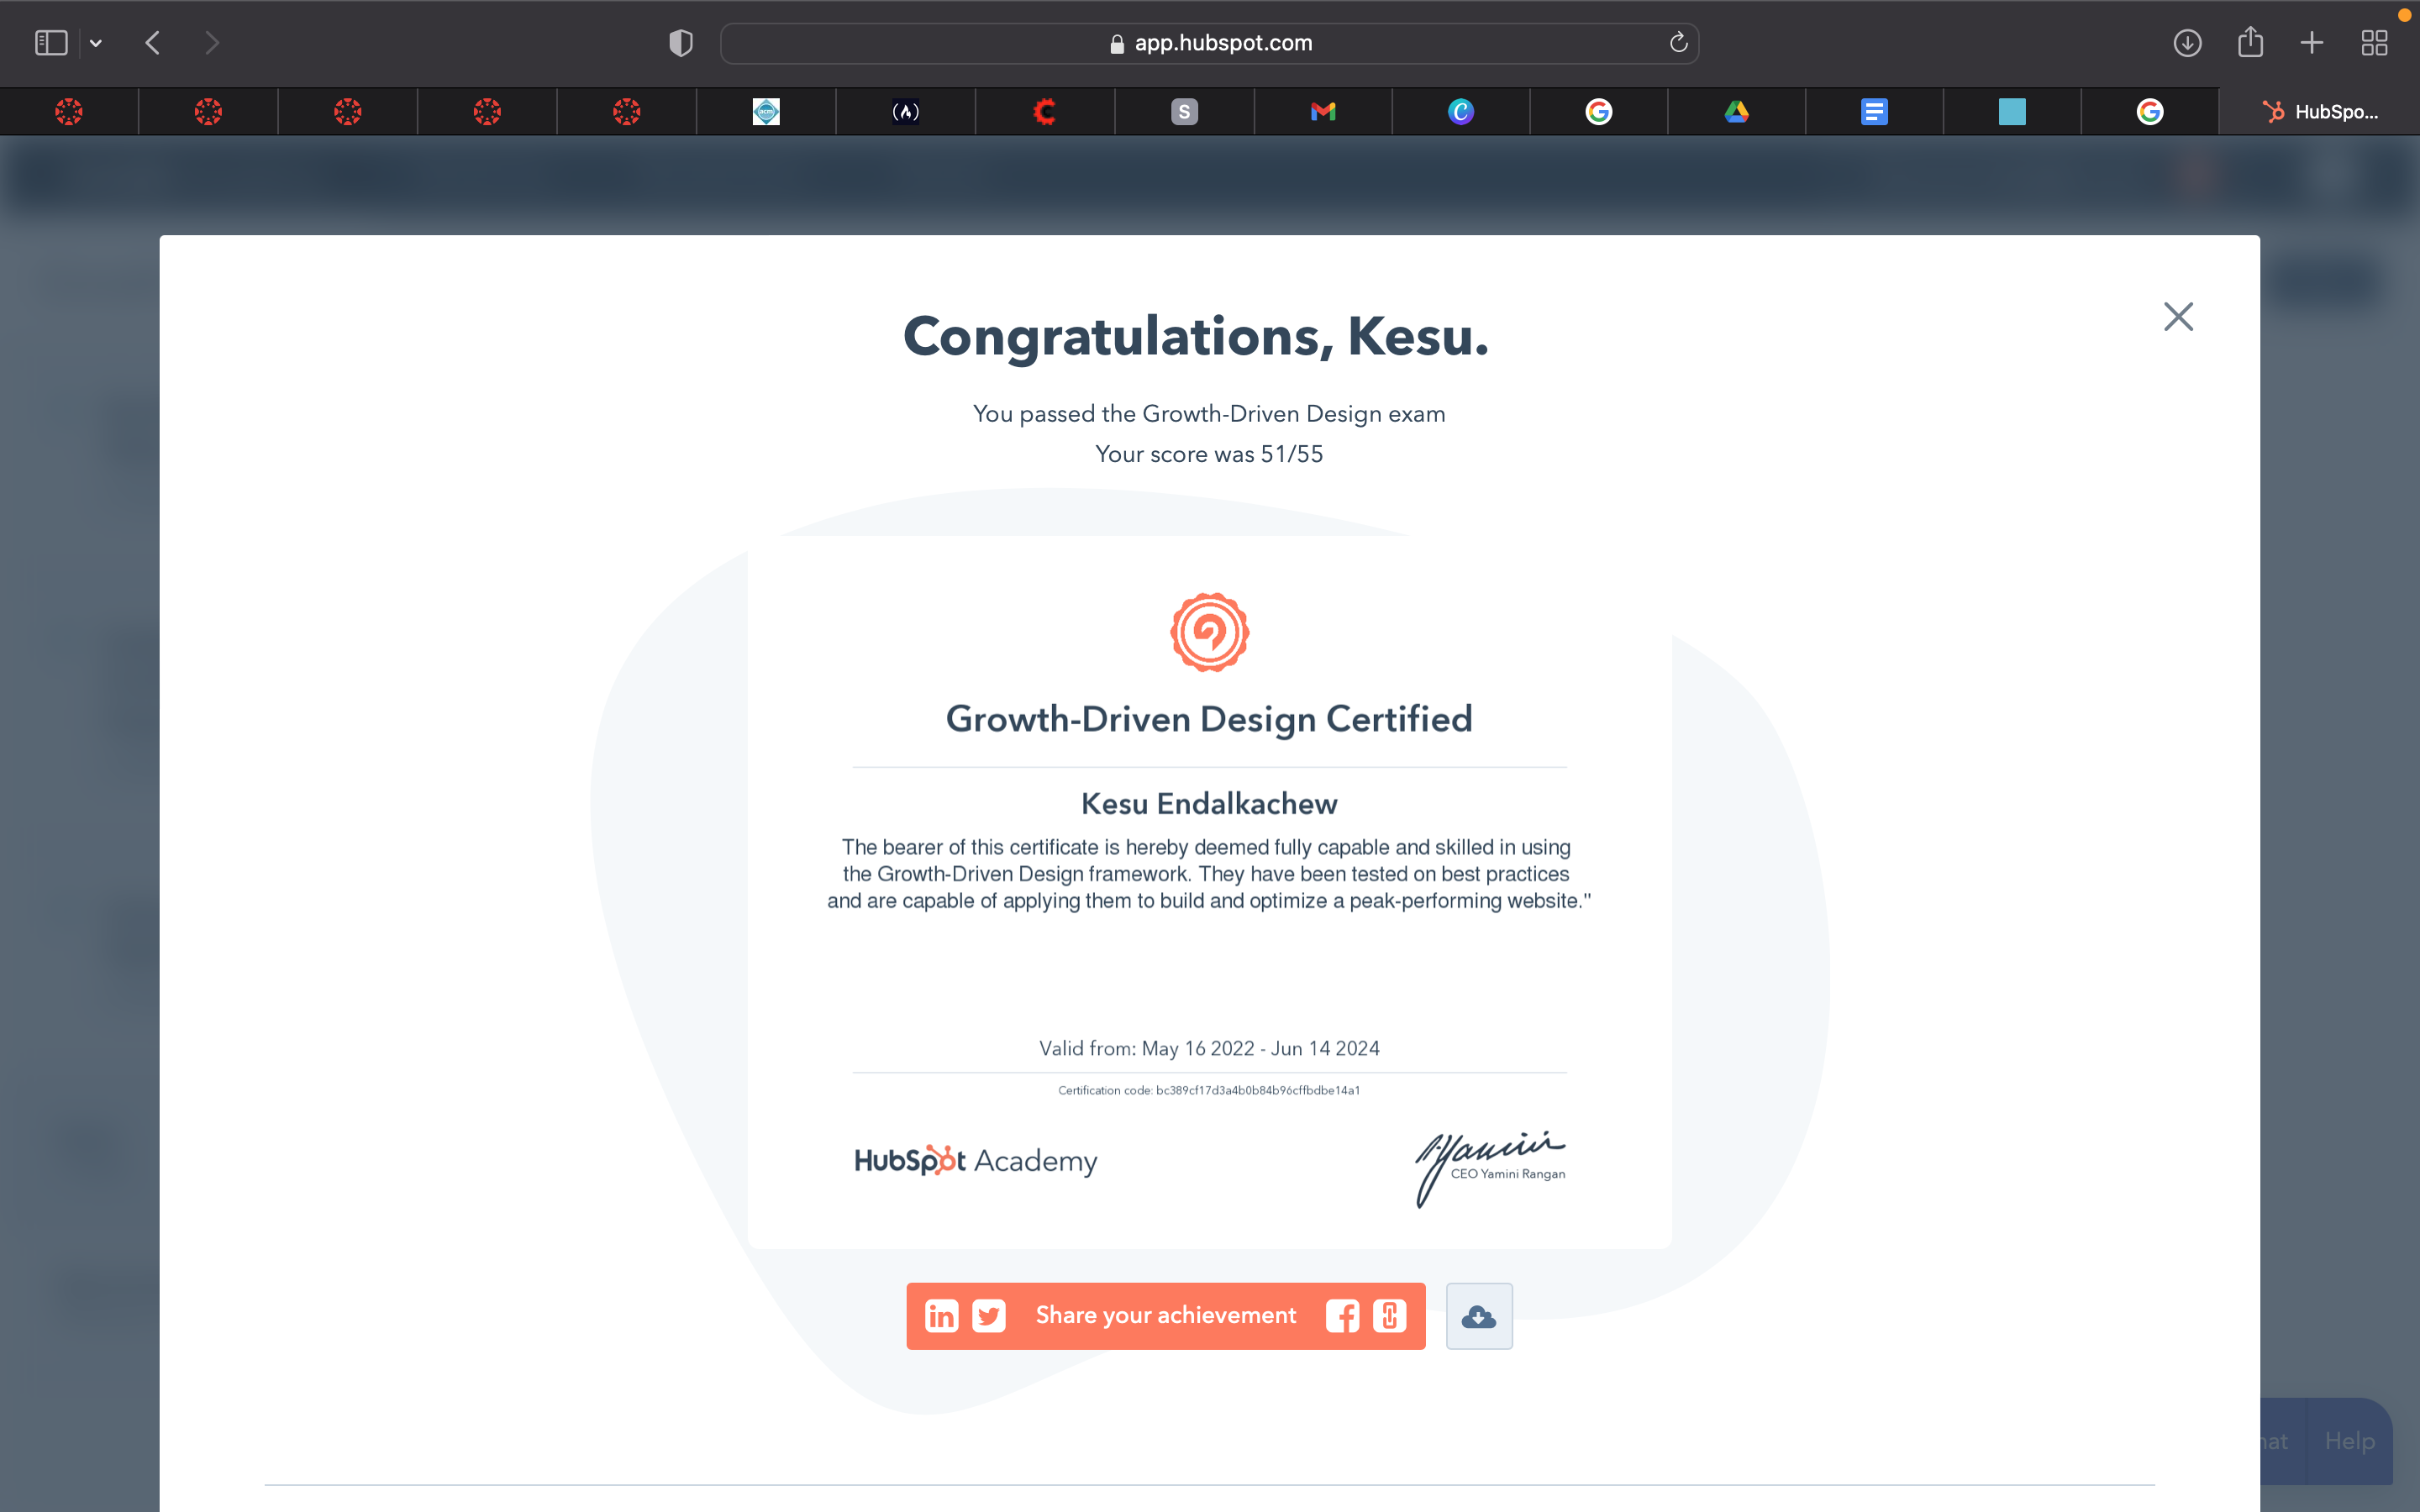 app.hubspot.com
S
HubSpo...
Congratulations, Kesu.
You passed the Growth-Driven Design exam
Your score was 51/55
Growth-Driven Design Certified
Kesu Endalkachew
The bearer of this certificate is hereby deemed fully capable and skilled in using
the Growth-Driven Design framework. They have been tested on best practices
and are capable of applying them to build and optimize a peak-performing website."
Valid from: May 16 2022 - Jun 14 2024
Certification code: bc389cf17d3a4b0b84b96cffbdbe14a1
HubSpot Academy
CEO Yamini Rangan
in Share your achievement
hat Help